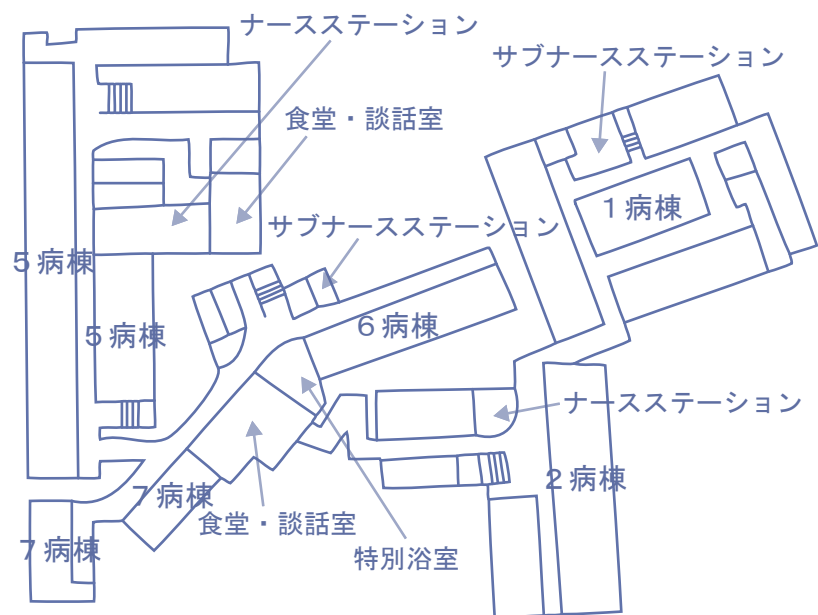 ナースステーション
サブナースステーション
食堂・談話室
１病棟
サブナースステーション
５病棟
５病棟
６病棟
ナースステーション
２病棟
７病棟
食堂・談話室
７病棟
特別浴室